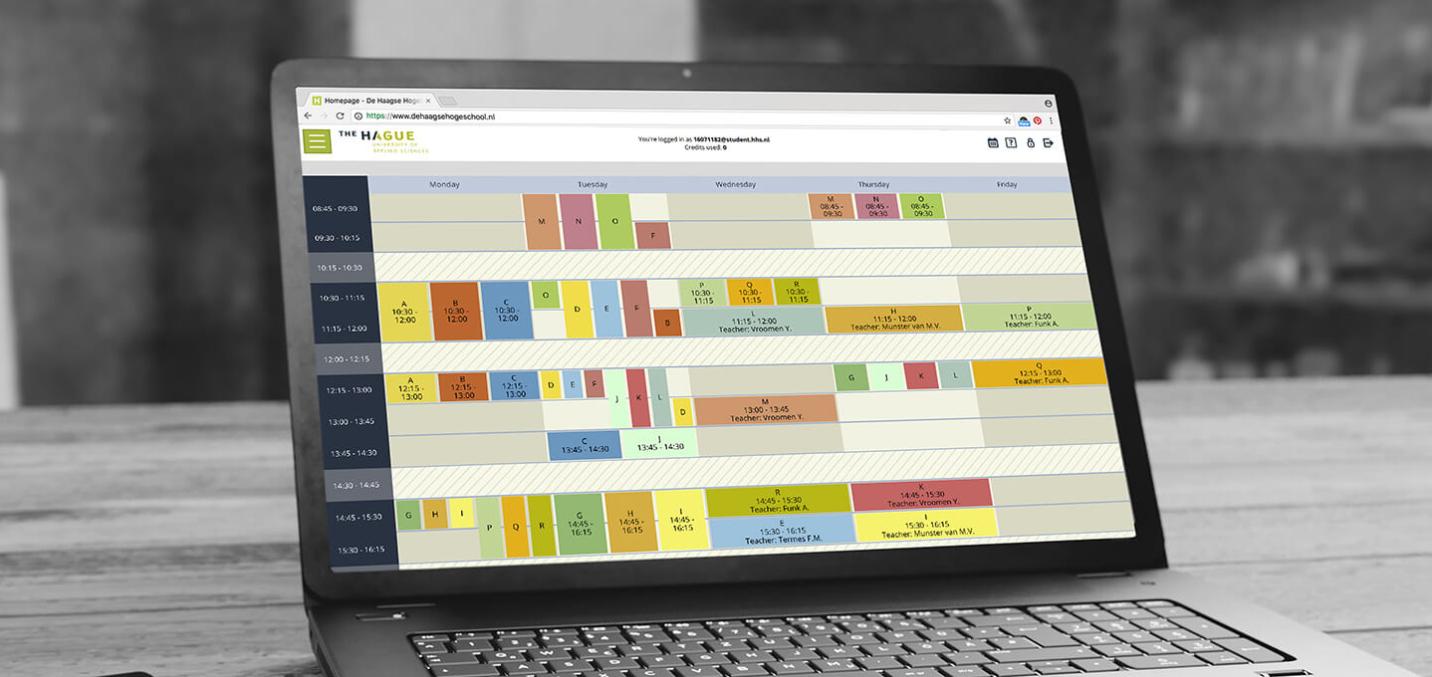 Homepage - De Haagse Hoge
https://www.dehaagsehogeschool.nl
THE HAGUE
UNIVERSITY OF
APPLIED SCIENCES
You're logged in as 16071182@student.hhs.nl
Credits used: 0
Monday Tuesday Wednesday Thursday Friday
08:45 - 09:30
M N O
M N O
08:45 - 08:45 - 08:45 -
09:30 09:30 09:30
09:30 - 10:15
F
10:15 - 10:30
10:30 - 11:15
A B C
10:30 - 10:30 - 10:30 -
12:00 12:00 12:00
O D E F B
P Q R
10:30 - 10:30 - 10:30 -
11:15 11:15 11:15
11:15 - 12:00
L
11:15 - 12:00
Teacher: Vroomen Y.
H
11:15 - 12:00
Teacher: Munster van M.V.
P
11:15 - 12:00
Teacher: Funk A.
12:00 - 12:15
12:15 - 13:00
A B C
12:15 - 12:15 - 12:15 -
13:00 13:00 13:00
D E F J K L D
G J K L
Q
12:15 - 13:00
Teacher: Funk A.
13:00 - 13:45
M
13:00 - 13:45
Teacher: Vroomen Y.
13:45 - 14:30
C
13:45 - 14:30
J
13:45 - 14:30
14:30 - 14:45
14:45 - 15:30
G H I P Q R
G H I
14:45 - 14:45 - 14:45 -
16:15 16:15 16:15
R
14:45 - 15:30
Teacher: Funk A.
K
14:45 - 15:30
Teacher: Vroomen Y.
15:30 - 16:15
E
15:30 - 16:15
Teacher: Termes F.M.
I
15:30 - 16:15
Teacher: Munster van M.V.